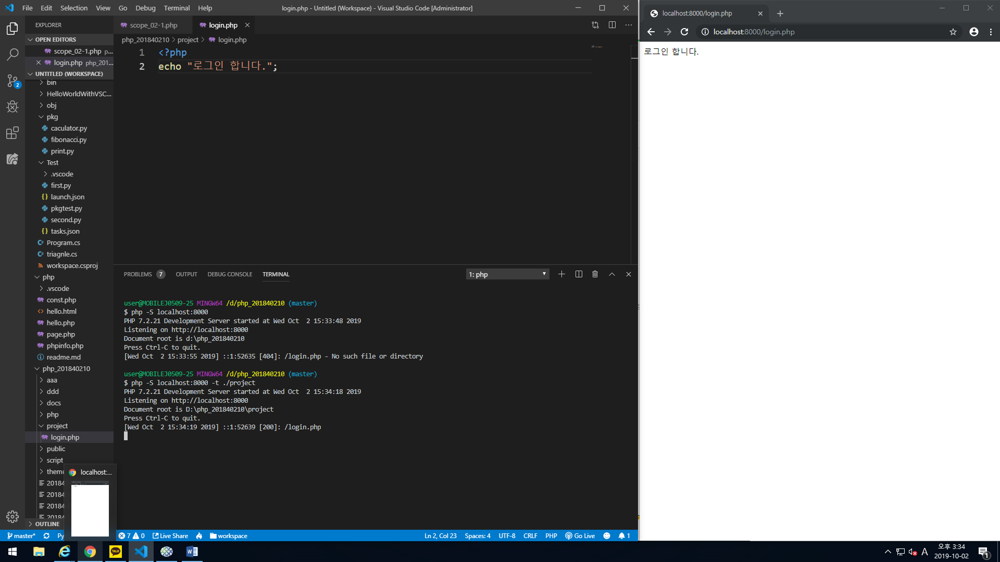 File Edit Selection View Go Debug Terminal Help
login.php - Untitled (Workspace) - Visual Studio Code [Administrator]
EXPLORER
OPEN EDITORS
scope_02-1.php p...
login.php php_201...
UNTITLED (WORKSPACE)
bin
HelloWorldWithVSC...
obj
pkg
caculator.py
fibonacci.py
print.py
Test
.vscode
first.py
launch.json
pkgtest.py
second.py
tasks.json
Program.cs
triagnle.cs
workspace.csproj
php
.vscode
const.php
hello.html
hello.php
page.php
phpinfo.php
readme.md
php_201840210
aaa
ddd
docs
php
project
login.php
public
script
theme
20184
20184
20184
20184
OUTLINE
localhost:...
scope_02-1.php
login.php
php_201840210 > project > login.php
1 <?php
2 echo "로그인 합니다.";
PROBLEMS 7 OUTPUT DEBUG CONSOLE TERMINAL
1: php
user@MOBILEJ0509-25 MINGW64 /d/php_201840210 (master)
$ php -S localhost:8000
PHP 7.2.21 Development Server started at Wed Oct  2 15:33:48 2019
Listening on http://localhost:8000
Document root is d:\php_201840210
Press Ctrl-C to quit.
[Wed Oct  2 15:33:55 2019] ::1:52635 [404]: /login.php - No such file or directory
user@MOBILEJ0509-25 MINGW64 /d/php_201840210 (master)
$ php -S localhost:8000 -t ./project
PHP 7.2.21 Development Server started at Wed Oct  2 15:34:18 2019
Listening on http://localhost:8000
Document root is D:\php_201840210\project
Press Ctrl-C to quit.
[Wed Oct  2 15:34:19 2019] ::1:52639 [200]: /login.php
2
master* Py 7 0 Live Share workspace
Ln 2, Col 23 Spaces: 4 UTF-8 CRLF PHP Go Live 1
localhost:8000/login.php
localhost:8000/login.php
로그인 합니다.
TALK
A
오후 3:34
2019-10-02
1